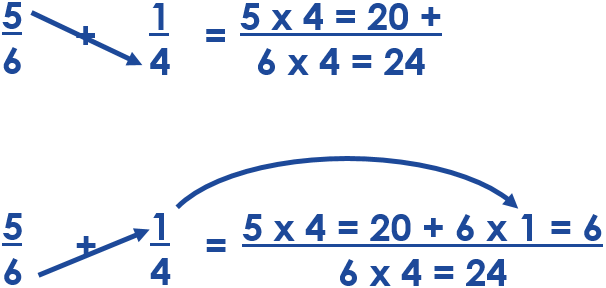 5/6 + 1/4 = 5 x 4 = 20 +
6 x 4 = 24
5/6 + 1/4 = 5 x 4 = 20 + 6 x 1 = 6
6 x 4 = 24